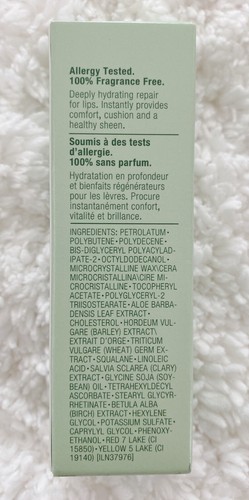 Allergy Tested.
100% Fragrance Free.
Deeply hydrating repair
for lips. Instantly provides
comfort, cushion and a
healthy sheen.
Soumis à des tests
d'allergie.
100% sans parfum.
Hydratation en profondeur
et bienfaits régénérateurs
pour les lèvres. Procure
instantanément confort,
vitalité et brillance.
INGREDIENTS: PETROLATUM•
POLYBUTENE•POLYDECENE•
BIS-DIGLYCERYL POLYACYLAD-
IPATE-2•OCTYLDODECANOL•
MICROCRYSTALLINE WAX\CERA
MICROCRISTALLINA\CIRE MI-
CROCRISTALLINE•TOCOPHERYL
ACETATE•POLYGLYCERYL-2
TRIISOSTEARATE•ALOE BARBA-
DENSIS LEAF EXTRACT•
CHOLESTEROL•HORDEUM VUL-
GARE (BARLEY) EXTRACT\
EXTRAIT D'ORGE•TRITICUM
VULGARE (WHEAT) GERM EX-
TRACT•SQUALANE•LINOLEIC
ACID•SALVIA SCLAREA (CLARY)
EXTRACT•GLYCINE SOJA (SOY-
BEAN) OIL•TETRAHEXYLDECYL
ASCORBATE•STEARYL GLYCYR-
RHETINATE•BETULA ALBA
(BIRCH) EXTRACT•HEXYLENE
GLYCOL•POTASSIUM SULFATE•
CAPRYLYL GLYCOL•PHENOXY-
ETHANOL•RED 7 LAKE (CI
15850)•YELLOW 5 LAKE (CI
19140) [ILN37976]